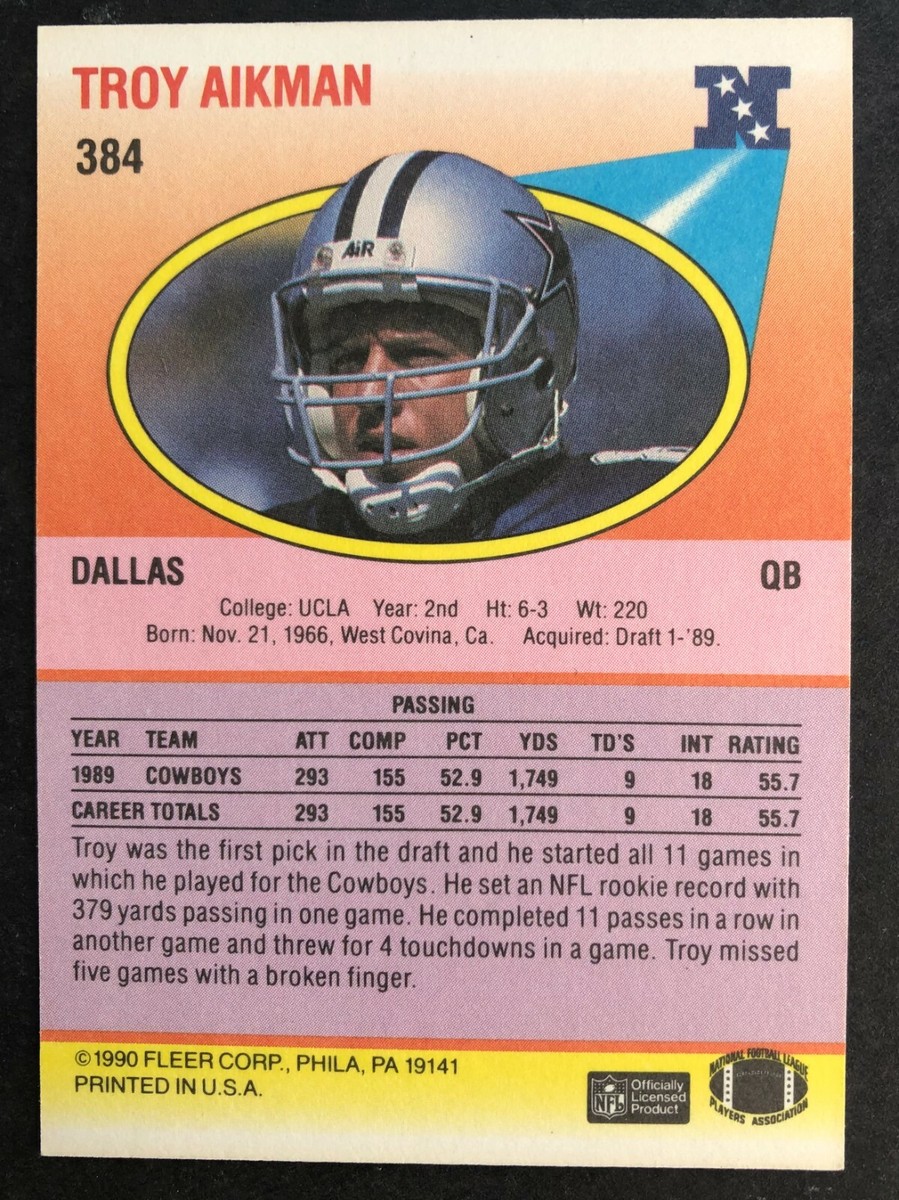 TROY AIKMAN
384
N
AiR
DALLAS QB
College: UCLA Year: 2nd Ht: 6-3 Wt: 220
Born: Nov. 21, 1966, West Covina, Ca. Acquired: Draft 1-'89.
PASSING
YEAR TEAM ATT COMP PCT YDS TD'S INT RATING
1989 COWBOYS 293 155 52.9 1,749 9 18 55.7
CAREER TOTALS 293 155 52.9 1,749 9 18 55.7
Troy was the first pick in the draft and he started all 11 games in
which he played for the Cowboys. He set an NFL rookie record with
379 yards passing in one game. He completed 11 passes in a row in
another game and threw for 4 touchdowns in a game. Troy missed
five games with a broken finger.
©1990 FLEER CORP., PHILA, PA 19141
PRINTED IN U.S.A.
NFL
Officially
Licensed
Product
NATIONAL FOOTBALL LEAGUE
PLAYERS ASSOCIATION